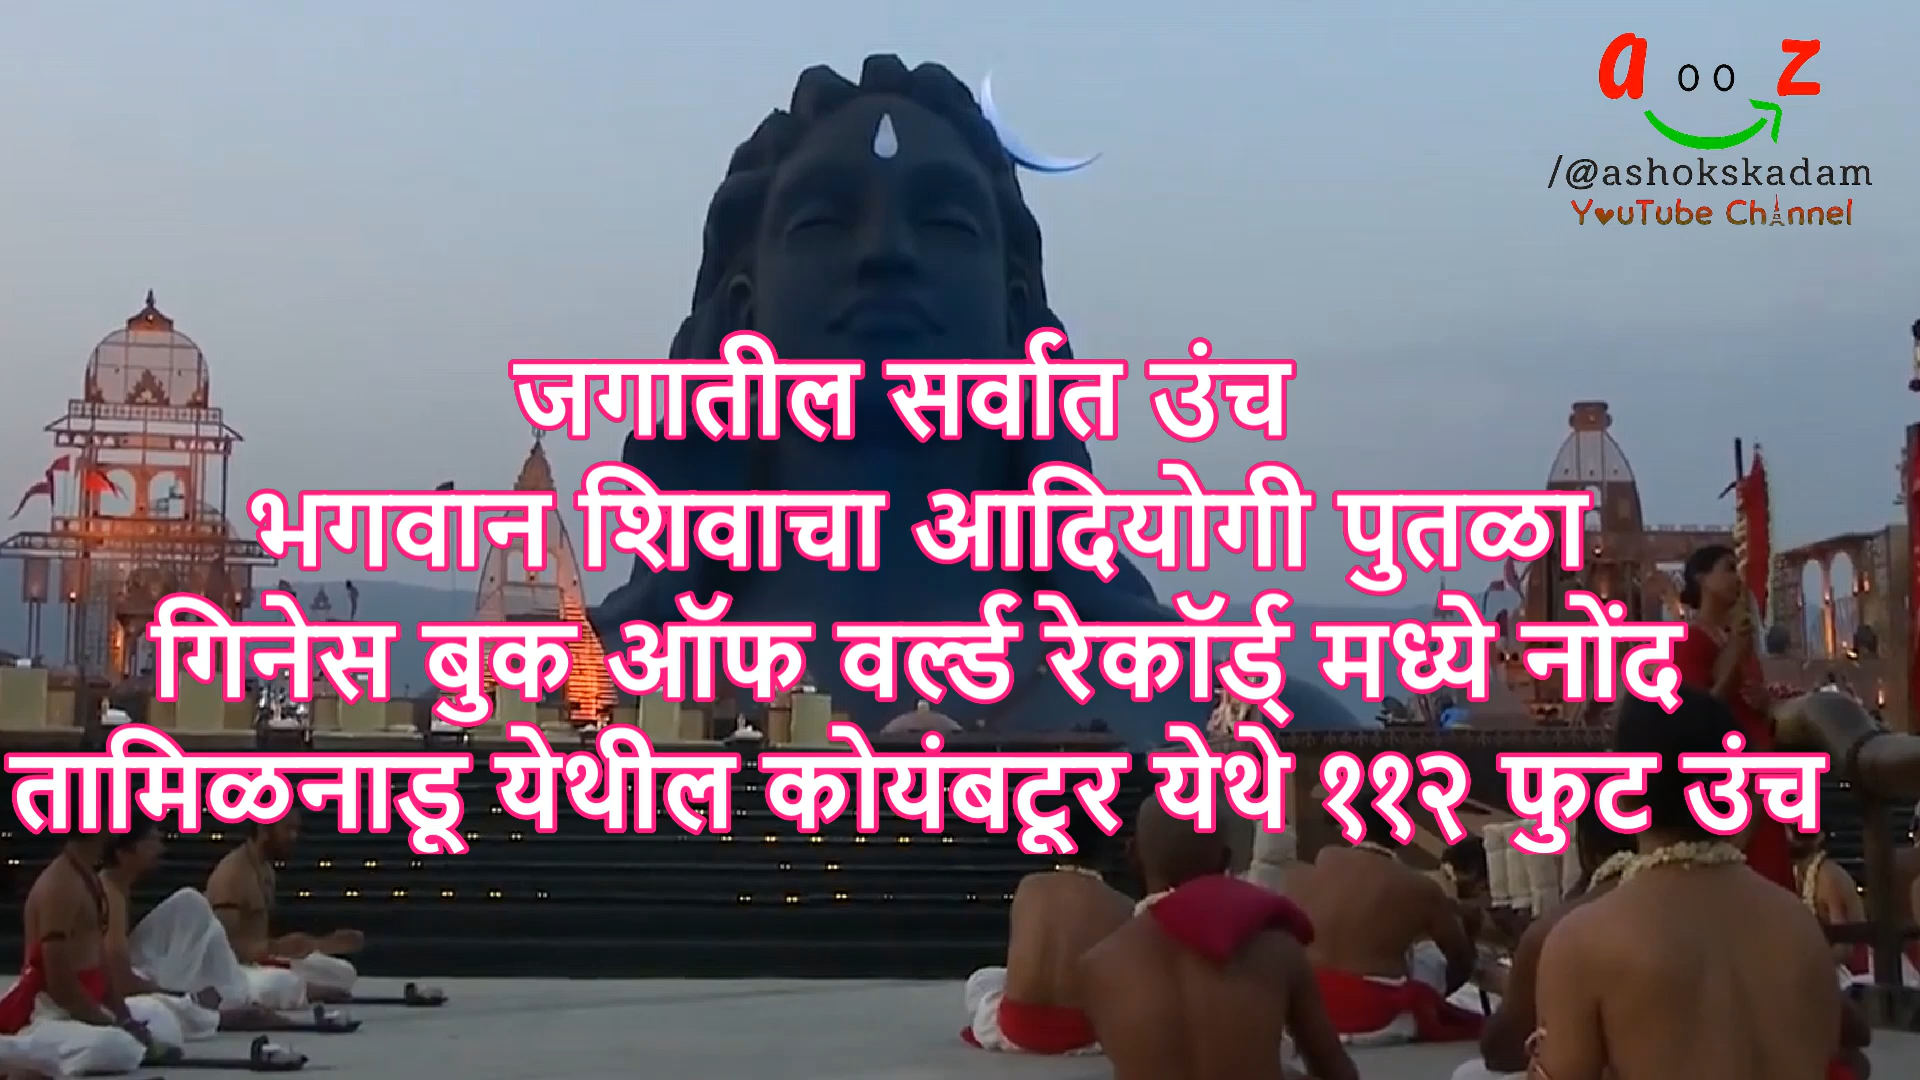 a oo z
/@ashokskadam
YouTube Channel
जगातील सर्वात उंच
भगवान शिवाचा आदियोगी पुतळा
गिनेस बुक ऑफ वर्ल्ड रेकॉर्ड् मध्ये नोंद
तामिळनाडू येथील कोयंबटूर येथे ११२ फुट उंच